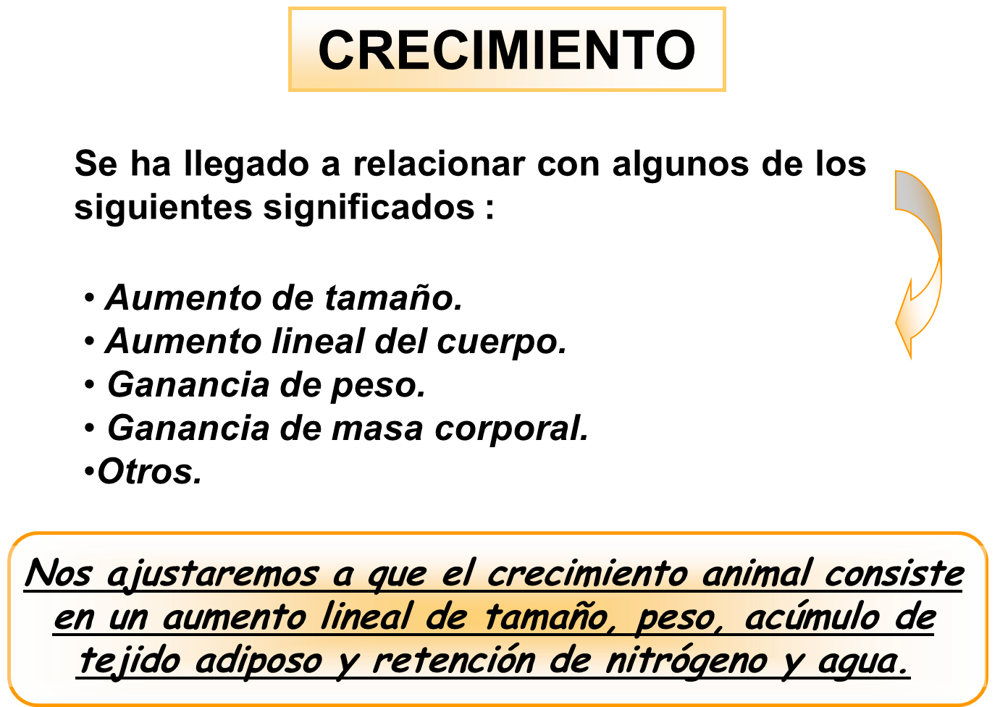 CRECIMIENTO
Se ha llegado a relacionar con algunos de los
siguientes significados :
• Aumento de tamaño.
• Aumento lineal del cuerpo.
• Ganancia de peso.
• Ganancia de masa corporal.
•Otros.
Nos ajustaremos a que el crecimiento animal consiste
en un aumento lineal de tamaño, peso, acúmulo de
tejido adiposo y retención de nitrógeno y agua.